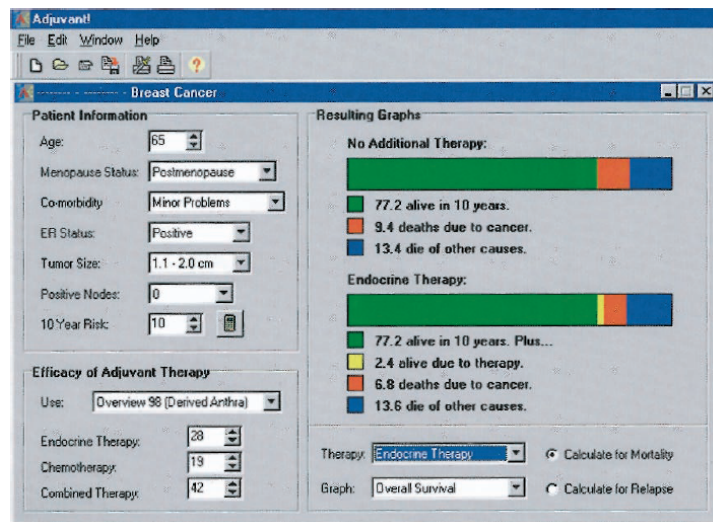 Adjuvant!
File Edit Window Help
Breast Cancer
Patient Information
Age: 65
Menopause Status: Postmenopause
Co-morbidity Minor Problems
ER Status: Positive
Tumor Size: 1.1 - 2.0 cm
Positive Nodes: 0
10 Year Risk: 10
Efficacy of Adjuvant Therapy
Use: Overview 98 (Derived Anthra)
Endocrine Therapy: 28
Chemotherapy: 19
Combined Therapy: 42
Resulting Graphs
No Additional Therapy:
77.2 alive in 10 years.
9.4 deaths due to cancer.
13.4 die of other causes.
Endocrine Therapy:
77.2 alive in 10 years. Plus...
2.4 alive due to therapy.
6.8 deaths due to cancer.
13.6 die of other causes.
Therapy: Endocrine Therapy Calculate for Mortality
Graph: Overall Survival Calculate for Relapse